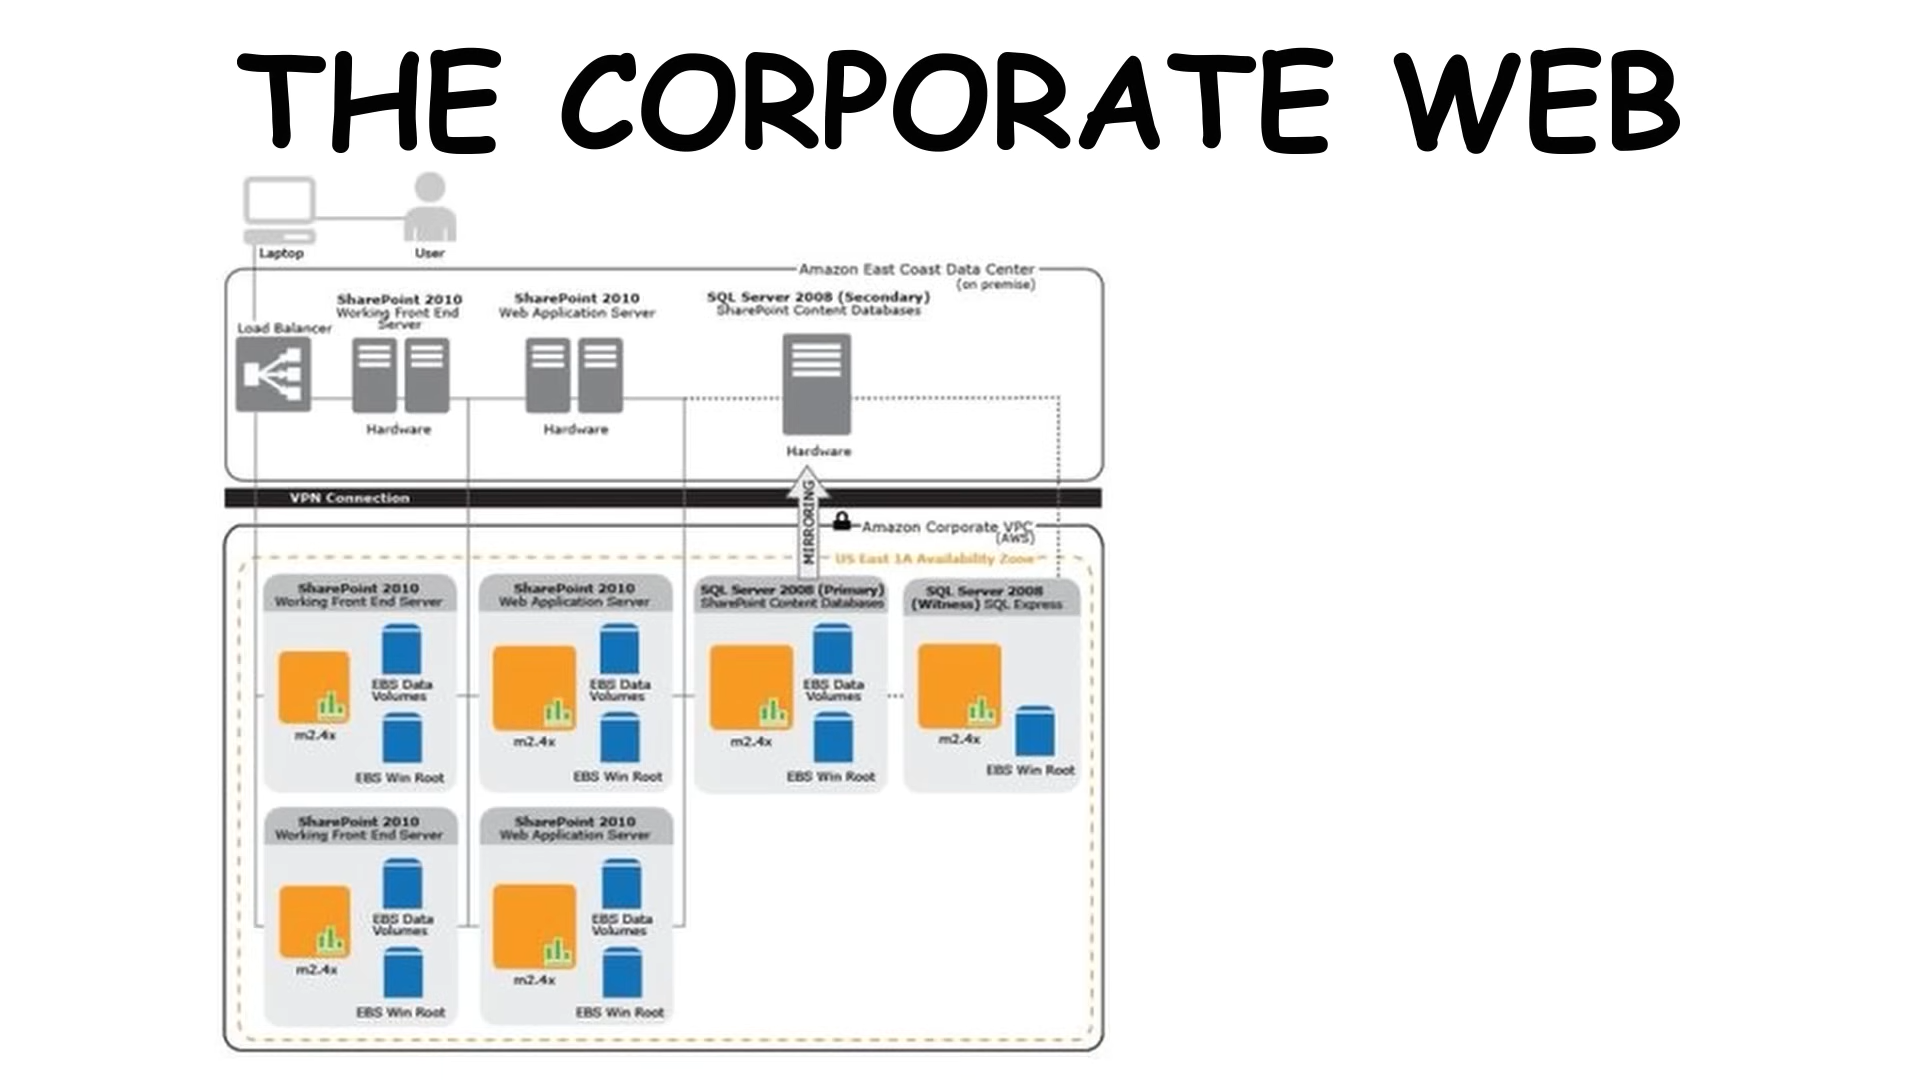 THE CORPORATE WEB
Laptop
User
Amazon East Coast Data Center
(on premise)
SharePoint 2010
Working Front End
Server
SharePoint 2010
Web Application Server
SQL Server 2008 (Secondary)
SharePoint Content Databases
Load Balancer
Hardware
Hardware
Hardware
VPN Connection
MIRRORING
Amazon Corporate VPC
(AWS)
US East 1A Availability Zone
SharePoint 2010
Working Front End Server
EBS Data
Volumes
m2.4x
EBS Win Root
SharePoint 2010
Web Application Server
EBS Data
Volumes
m2.4x
EBS Win Root
SQL Server 2008 (Primary)
SharePoint Content Databases
EBS Data
Volumes
m2.4x
EBS Win Root
SQL Server 2008
(Witness) SQL Express
m2.4x
EBS Win Root
SharePoint 2010
Working Front End Server
EBS Data
Volumes
m2.4x
EBS Win Root
SharePoint 2010
Web Application Server
EBS Data
Volumes
m2.4x
EBS Win Root